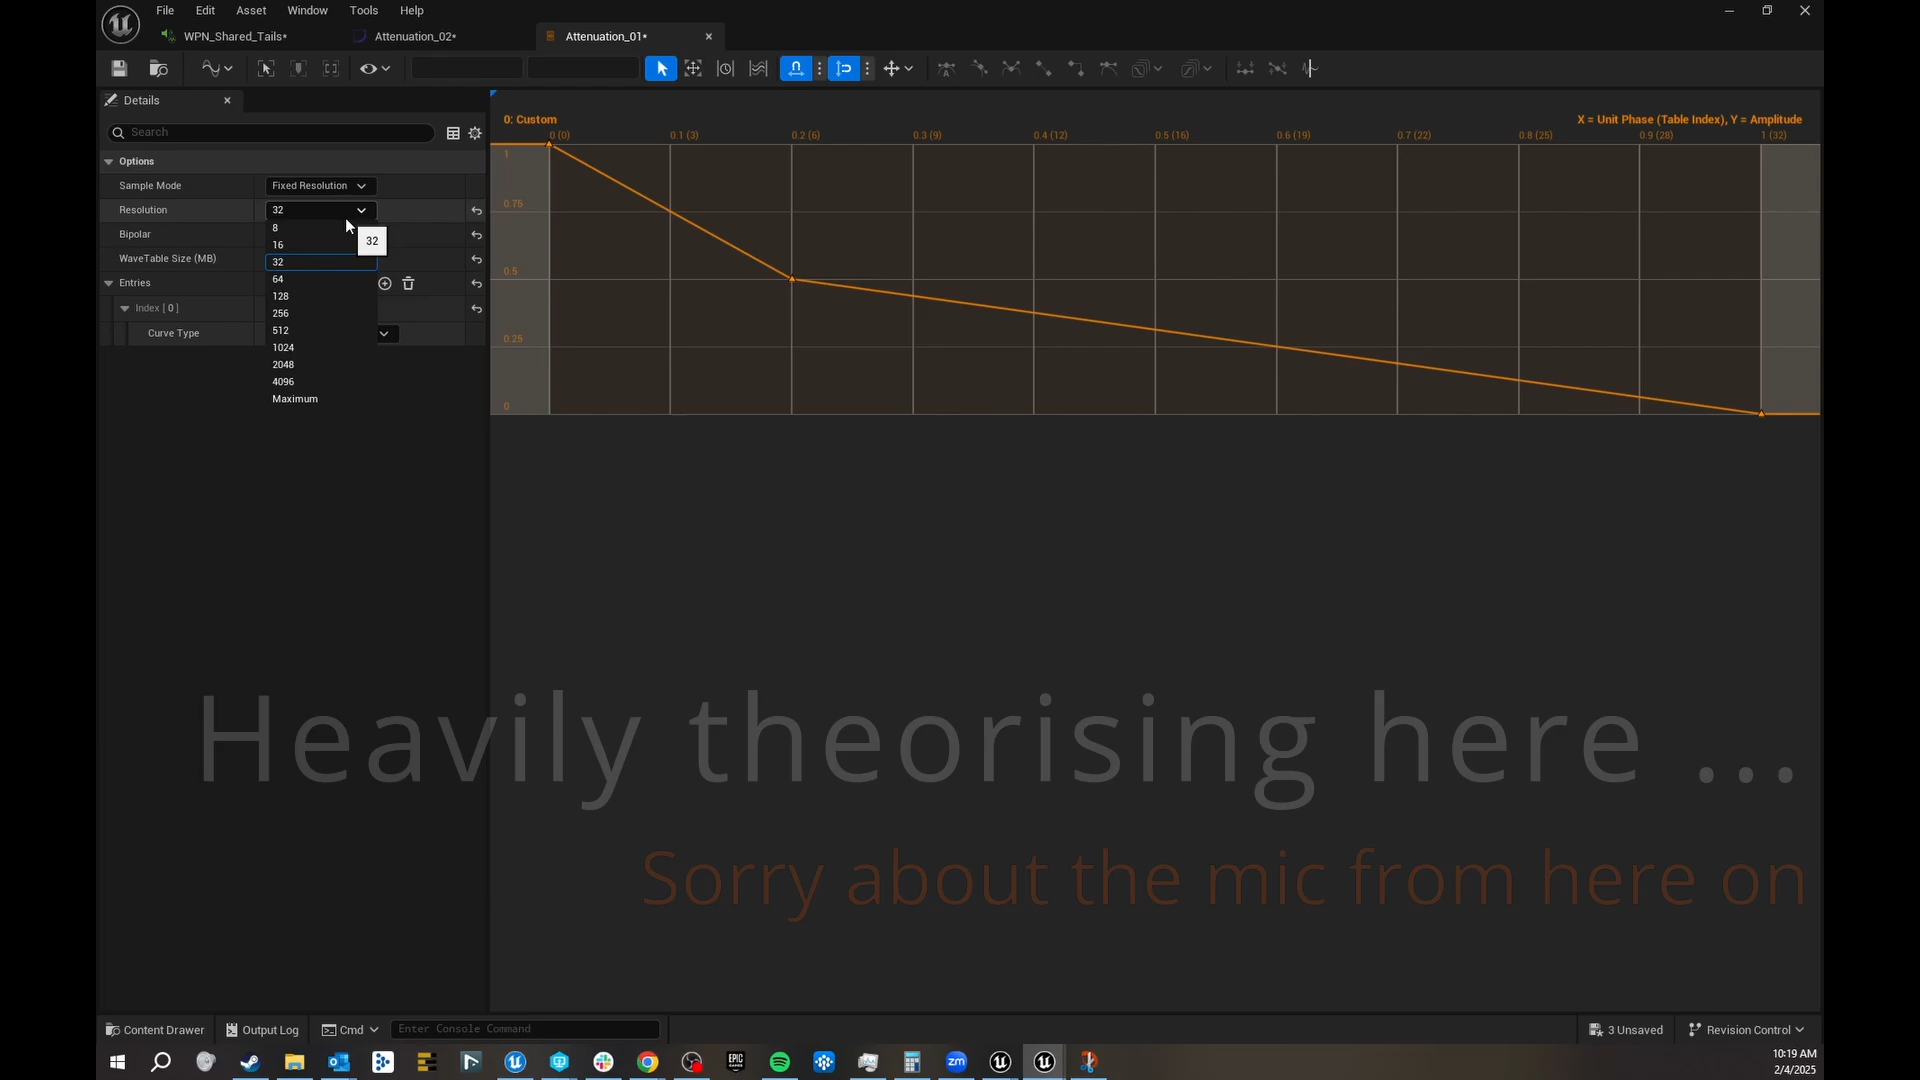 File Edit Asset Window Tools Help
WPN_Shared_Tails* Attenuation_02* Attenuation_01*
Details
Search
Options
Sample Mode Fixed Resolution
Resolution 32
Bipolar
WaveTable Size (MB)
Entries
Index [ 0 ]
Curve Type
8
16
32
64
128
256
512
1024
2048
4096
Maximum
32
0: Custom X = Unit Phase (Table Index), Y = Amplitude
0 (0) 0.1 (3) 0.2 (6) 0.3 (9) 0.4 (12) 0.5 (16) 0.6 (19) 0.7 (22) 0.8 (25) 0.9 (28) 1 (32)
1
0.75
0.5
0.25
0
Heavily theorising here ...
Sorry about the mic from here on
Content Drawer Output Log Cmd Enter Console Command 3 Unsaved Revision Control
EPIC GAMES
zm
10:19 AM
2/4/2025